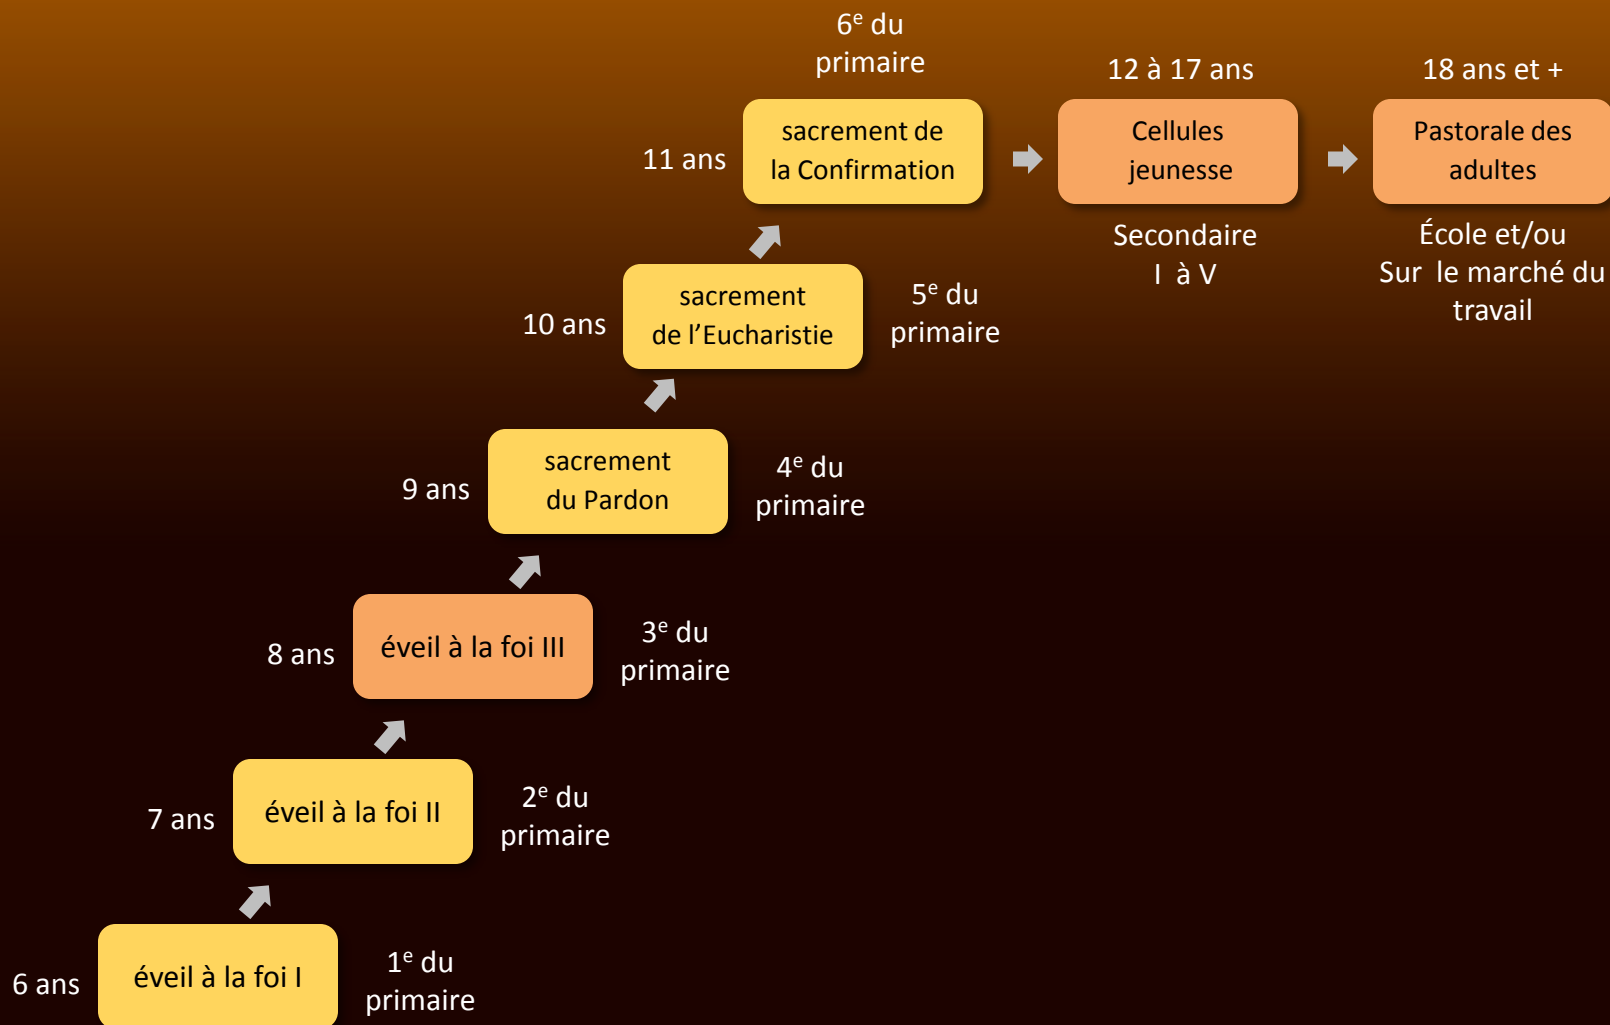 6e du
primaire
12 à 17 ans
18 ans et +
11 ans
sacrement de
la Confirmation
Cellules
jeunesse
Pastorale des
adultes
Secondaire
I à V
École et/ou
Sur le marché du
travail
10 ans
sacrement
de l’Eucharistie
5e du
primaire
9 ans
sacrement
du Pardon
4e du
primaire
8 ans
éveil à la foi III
3e du
primaire
7 ans
éveil à la foi II
2e du
primaire
6 ans
éveil à la foi I
1e du
primaire